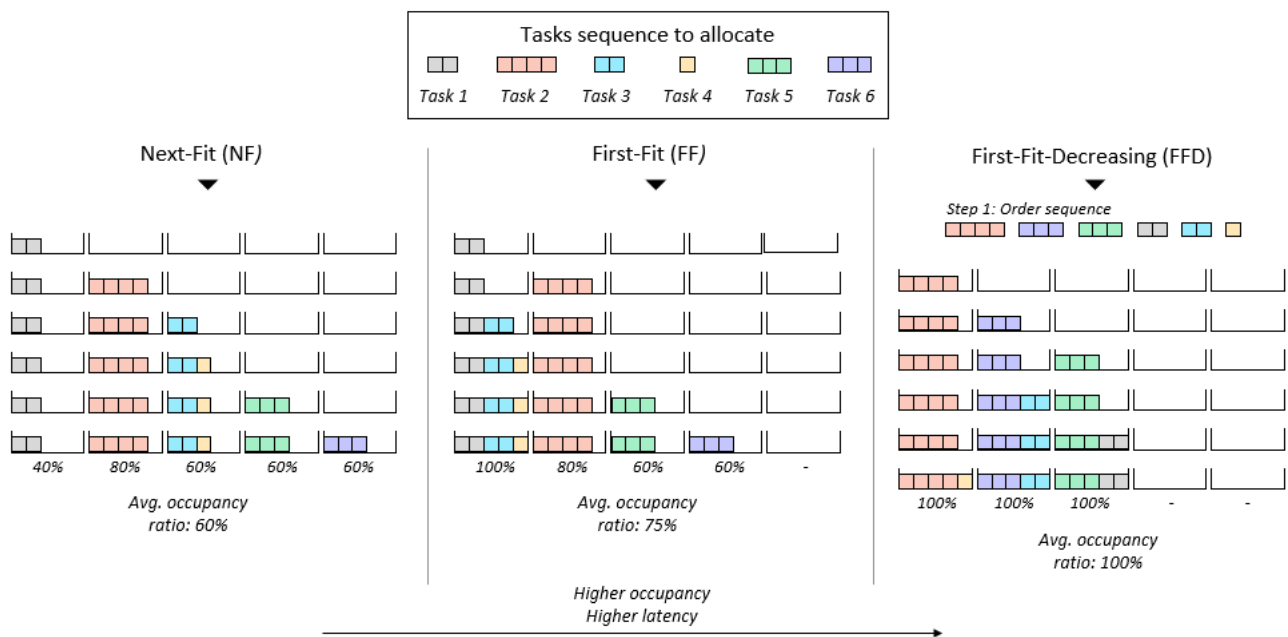 Tasks sequence to allocate
Task 1 Task 2 Task 3 Task 4 Task 5 Task 6
Next-Fit (NF)
First-Fit (FF)
First-Fit-Decreasing (FFD)
Step 1: Order sequence
40% 80% 60% 60% 60%
Avg. occupancy
ratio: 60%
100% 80% 60% 60% -
Avg. occupancy
ratio: 75%
100% 100% 100% - -
Avg. occupancy
ratio: 100%
Higher occupancy
Higher latency